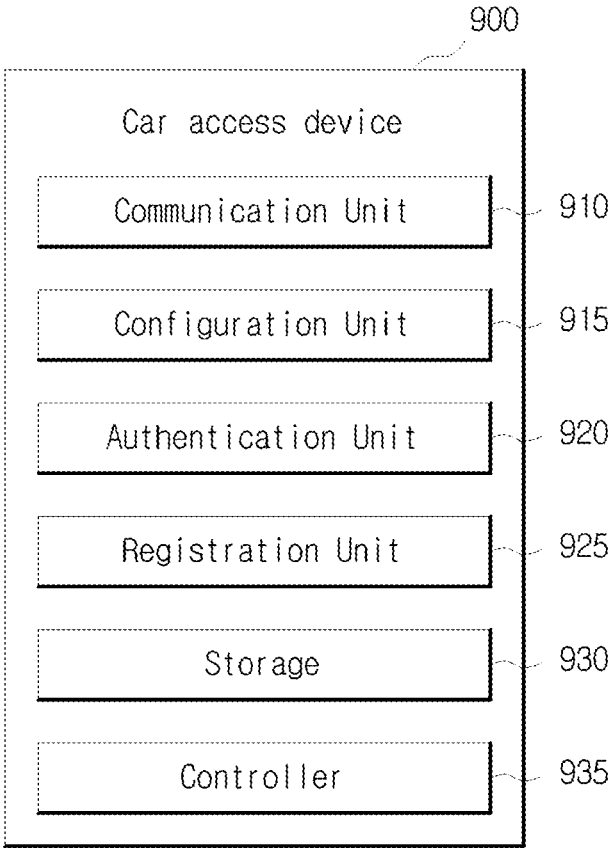 900
Car access device
Communication Unit 910
Configuration Unit 915
Authentication Unit 920
Registration Unit 925
Storage 930
Controller 935